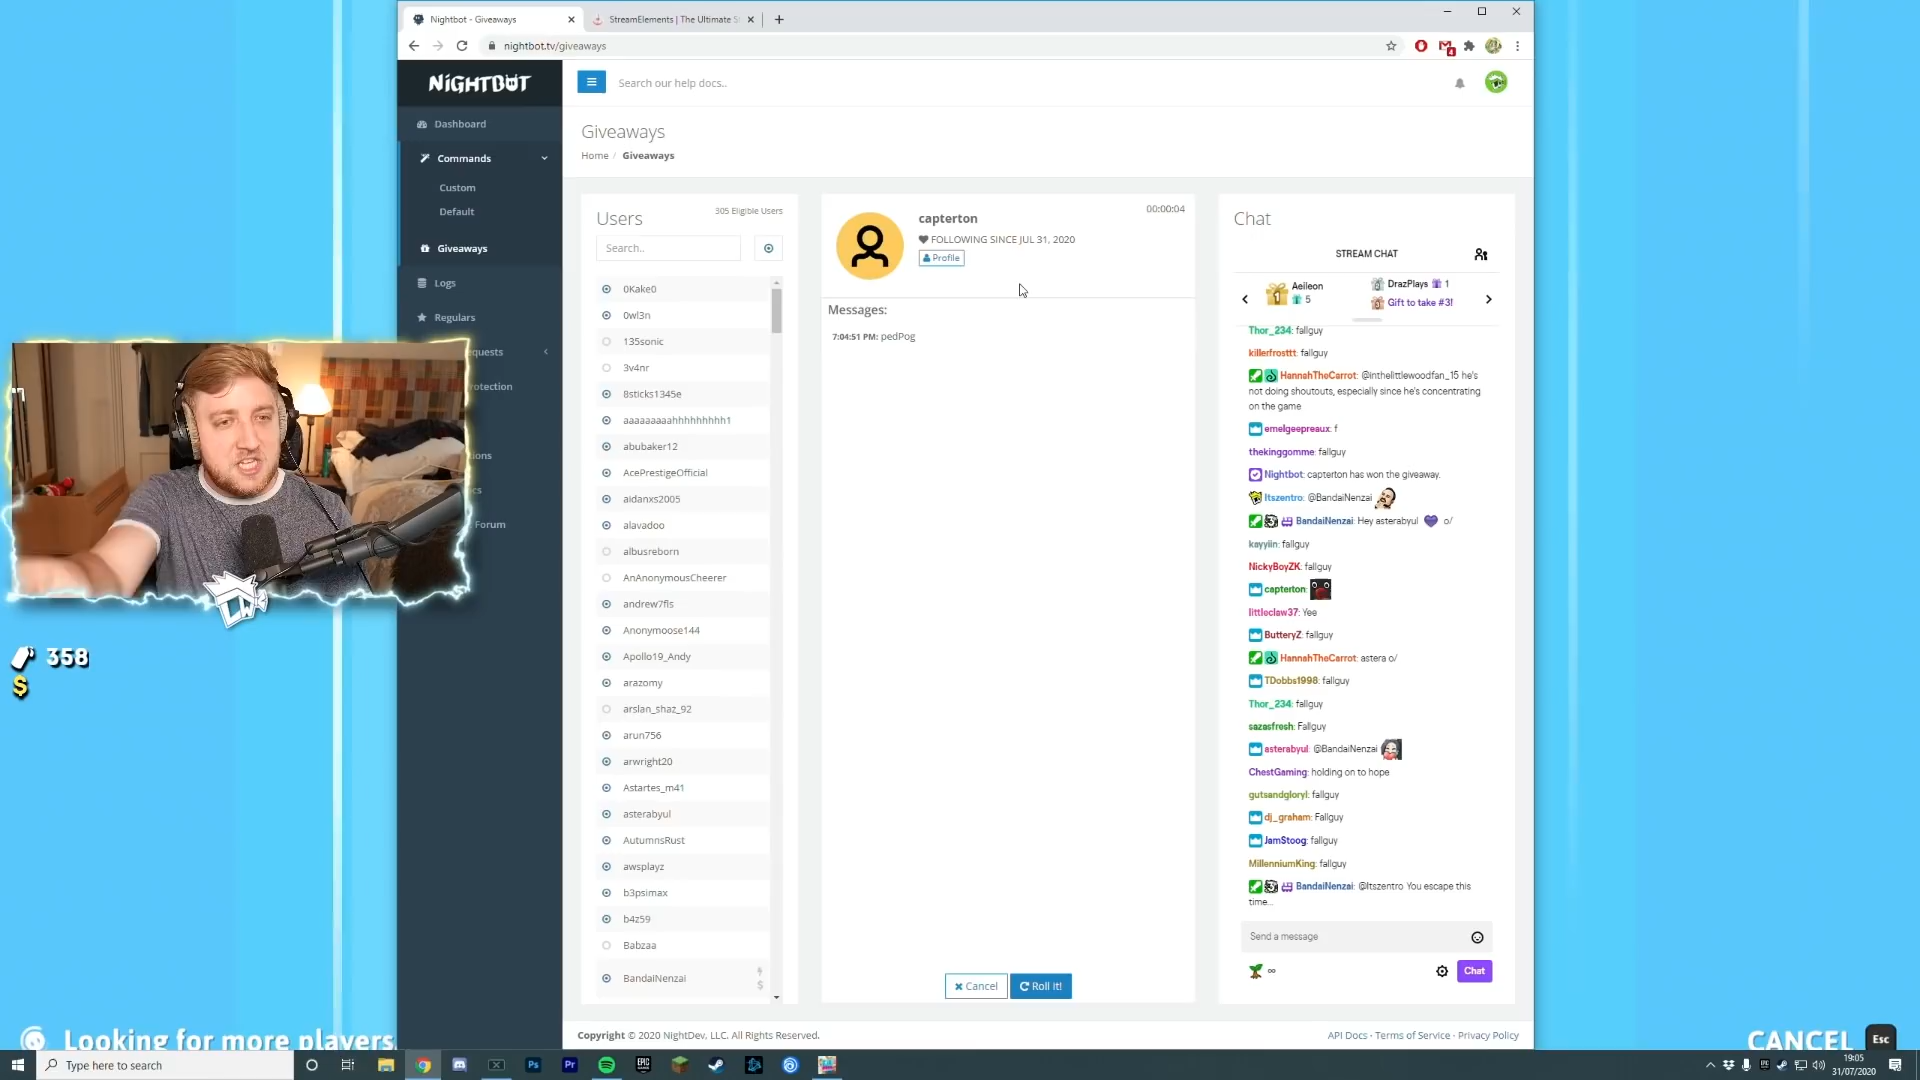 Nightbot - Giveaways
StreamElements | The Ultimate S
nightbot.tv/giveaways
NIGHTBOT
Search our help docs..
Dashboard
Commands
Custom
Default
Giveaways
Logs
Regulars
equests
otection
ions
cs
Forum
Giveaways
Home / Giveaways
Users
305 Eligible Users
Search..
0Kake0
0wl3n
135sonic
3v4nr
8sticks1345e
aaaaaaaaahhhhhhhhh1
abubaker12
AcePrestigeOfficial
aidanxs2005
alavadoo
albusreborn
AnAnonymousCheerer
andrew7fls
Anonymoose144
Apollo19_Andy
arazomy
arslan_shaz_92
arun756
arwright20
Astartes_m41
asterabyul
AutumnsRust
awsplayz
b3psimax
b4z59
Babzaa
BandaiNenzai
capterton
00:00:04
FOLLOWING SINCE JUL 31, 2020
Profile
Messages:
7:04:51 PM: pedPog
Cancel
Roll it!
Chat
STREAM CHAT
Aeileon
5
DrazPlays 1
Gift to take #3!
Thor_234: fallguy
killerfrosttt: fallguy
HannahTheCarrot: @inthelittlewoodfan_15 he's
not doing shoutouts, especially since he's concentrating
on the game
emelgeepreaux: f
thekinggomme: fallguy
Nightbot: capterton has won the giveaway.
Itszentro: @BandaiNenzai
BandaiNenzai: Hey asterabyul o/
kayyiin: fallguy
NickyBoyZK: fallguy
capterton:
littleclaw37: Yee
ButteryZ: fallguy
HannahTheCarrot: astera o/
TDobbs1998: fallguy
Thor_234: fallguy
sazasfresh: Fallguy
asterabyul: @BandaiNenzai
ChestGaming: holding on to hope
gutsandgloryl: fallguy
dj_graham: Fallguy
JamStoog: fallguy
MillenniumKing: fallguy
BandaiNenzai: @Itszentro You escape this
time...
Send a message
∞
Chat
Copyright © 2020 NightDev, LLC. All Rights Reserved.
API Docs - Terms of Service - Privacy Policy
LW
358
$
Looking for more players
CANCEL Esc
Type here to search
19:05
31/07/2020